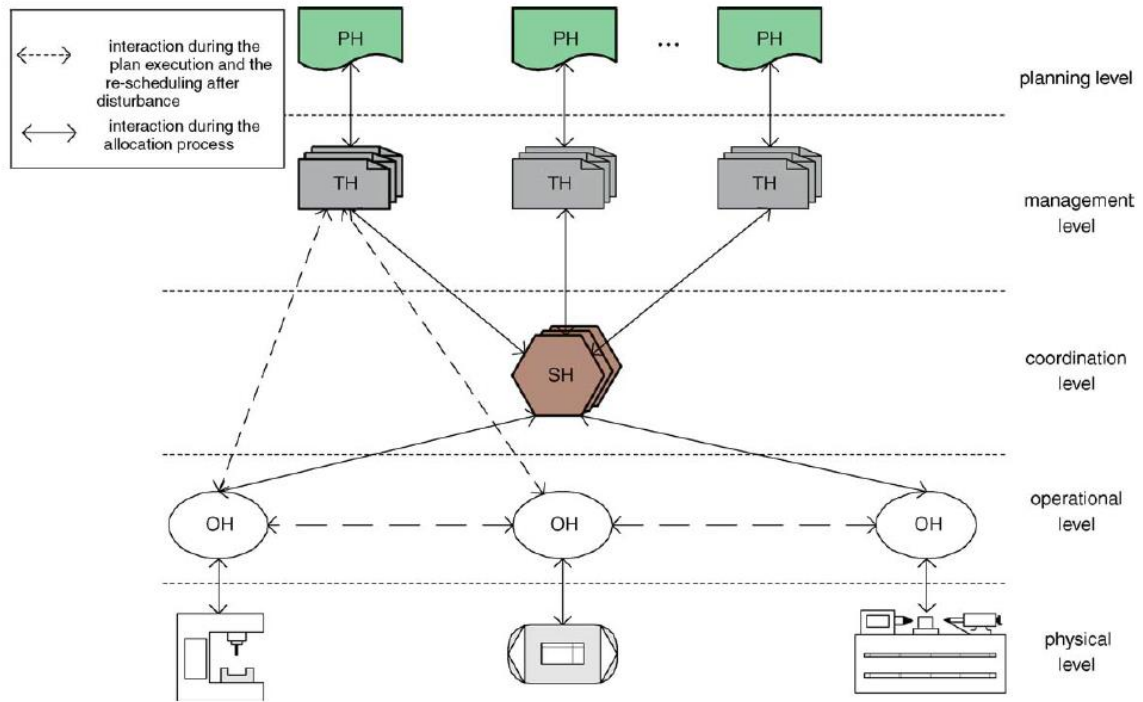 interaction during the
plan execution and the
re-scheduling after
disturbance
interaction during the
allocation process
PH
PH
...
PH
planning level
TH
TH
TH
management
level
SH
coordination
level
OH
OH
OH
operational
level
physical
level